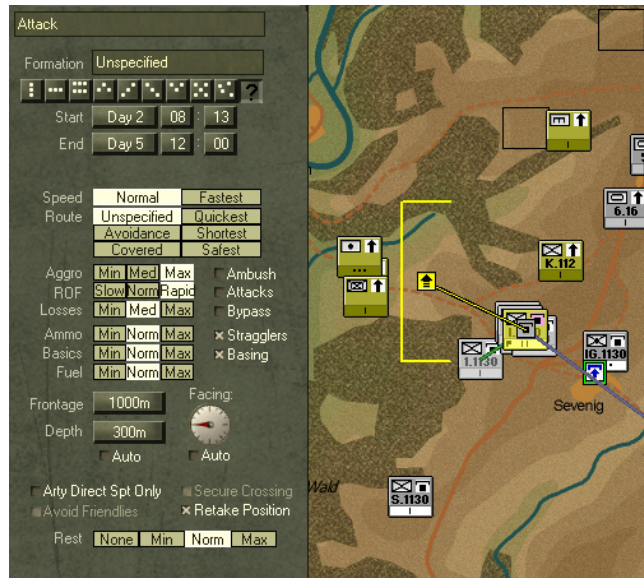 Attack
Formation Unspecified
?
Start Day 2 08 : 13
End Day 5 12 : 00
Speed Normal Fastest
Route Unspecified Quickest
Avoidance Shortest
Covered Safest
Aggro Min Med Max Ambush
ROF Slow Norm Rapid Attacks
Losses Min Med Max Bypass
Ammo Min Norm Max Stragglers
Basics Min Norm Max Basing
Fuel Min Norm Max
Frontage 1000m Facing:
Depth 300m
Auto Auto
Arty Direct Spt Only Secure Crossing
Avoid Friendlies Retake Position
Rest None Min Norm Max
6.16
K.112
1.1130
IG.1130
Sevenig
Wald
S.1130